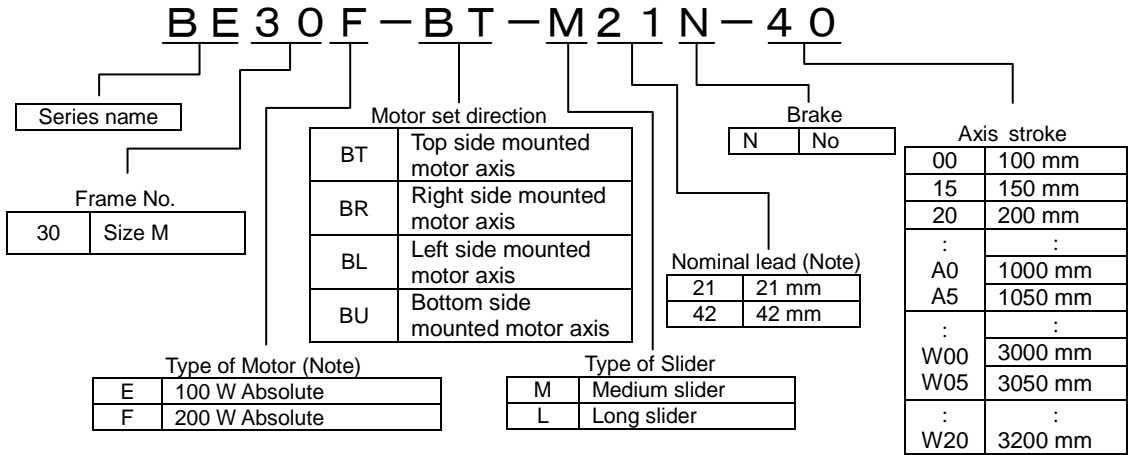 BE30F-BT-M21N-40
Series name
Motor set direction
BT Top side mounted
motor axis
BR Right side mounted
motor axis
BL Left side mounted
motor axis
BU Bottom side
mounted motor axis
Brake
N No
Axis stroke
00 100 mm
15 150 mm
20 200 mm
: :
A0 1000 mm
A5 1050 mm
: :
W00 3000 mm
W05 3050 mm
: :
W20 3200 mm
Frame No.
30 Size M
Nominal lead (Note)
21 21 mm
42 42 mm
Type of Motor (Note)
E 100 W Absolute
F 200 W Absolute
Type of Slider
M Medium slider
L Long slider